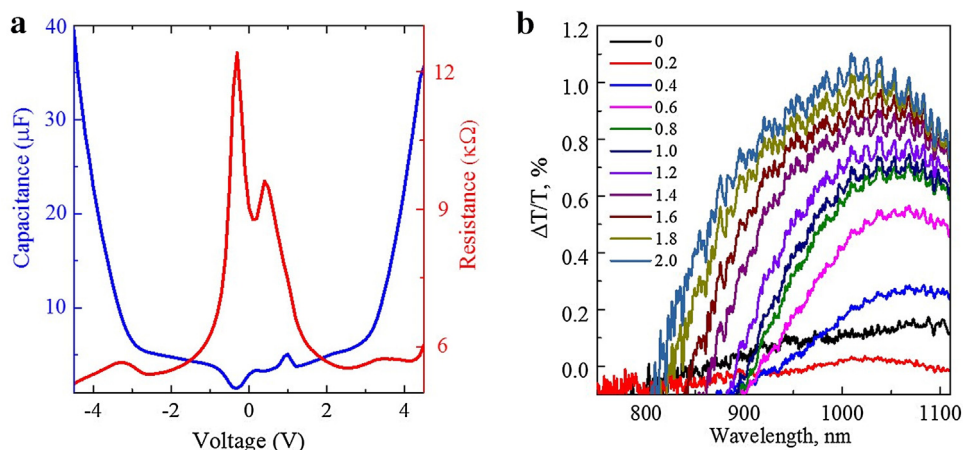 a
40
30
20
10
Capacitance (μF)
12
9
6
Resistance (κΩ)
-4 -2 0 2 4
Voltage (V)
b
1.2
1.0
0.8
0.6
0.4
0.2
0.0
ΔT/T, %
0
0.2
0.4
0.6
0.8
1.0
1.2
1.4
1.6
1.8
2.0
800 900 1000 1100
Wavelength, nm